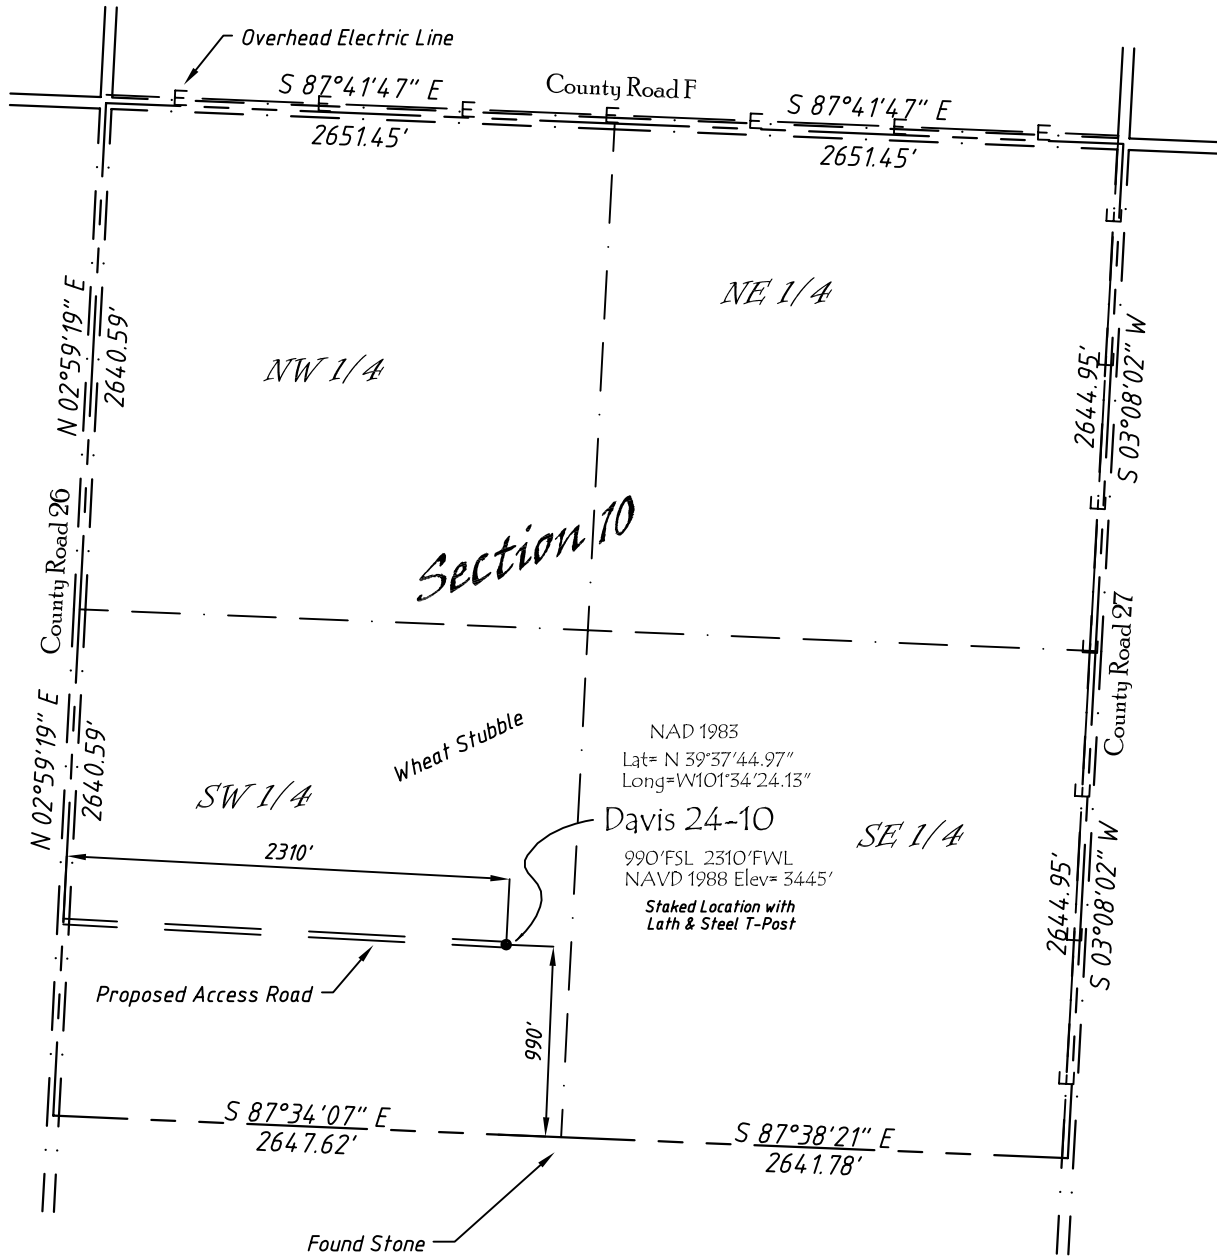 Overhead Electric Line
S 87°41'47" E
County Road F
S 87°41'47" E
E E E E E E E
2651.45'
2651.45'
E
NE 1/4
N 02°59'19" E
2640.59'
NW 1/4
2644.95'
E
S 03°08'02" W
Section 10
E
County Road 26
County Road 27
E
N 02°59'19" E
2640.59'
Wheat Stubble
NAD 1983
Lat= N 39°37'44.97"
Long=W101°34'24.13"
E
SW 1/4
Davis 24-10
SE 1/4
2310'
990'FSL 2310'FWL
NAVD 1988 Elev= 3445'
Staked Location with
Lath & Steel T-Post
2644.95'
E
S 03°08'02" W
Proposed Access Road
990'
E
S 87°34'07" E
2647.62'
S 87°38'21" E
2641.78'
Found Stone